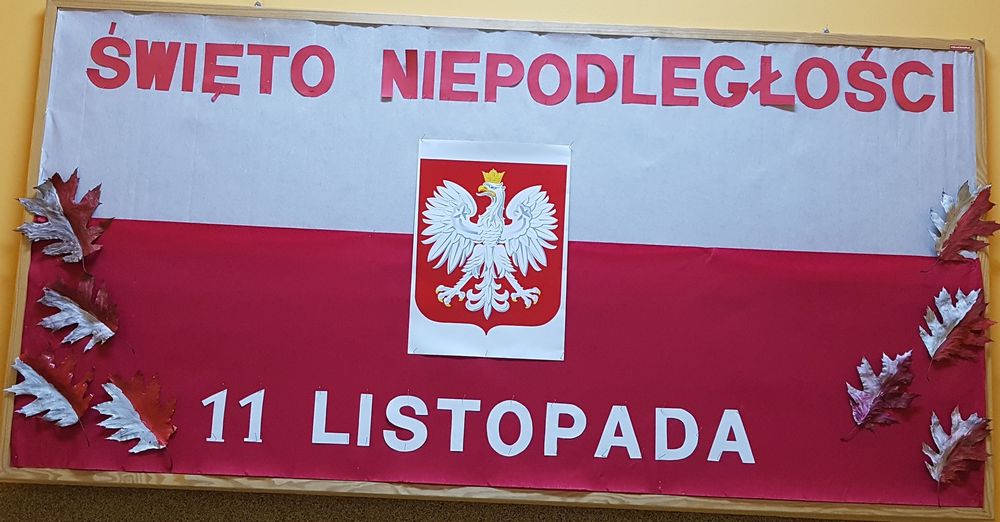 ŚWIĘTO NIEPODLEGŁOŚCI
11 LISTOPADA